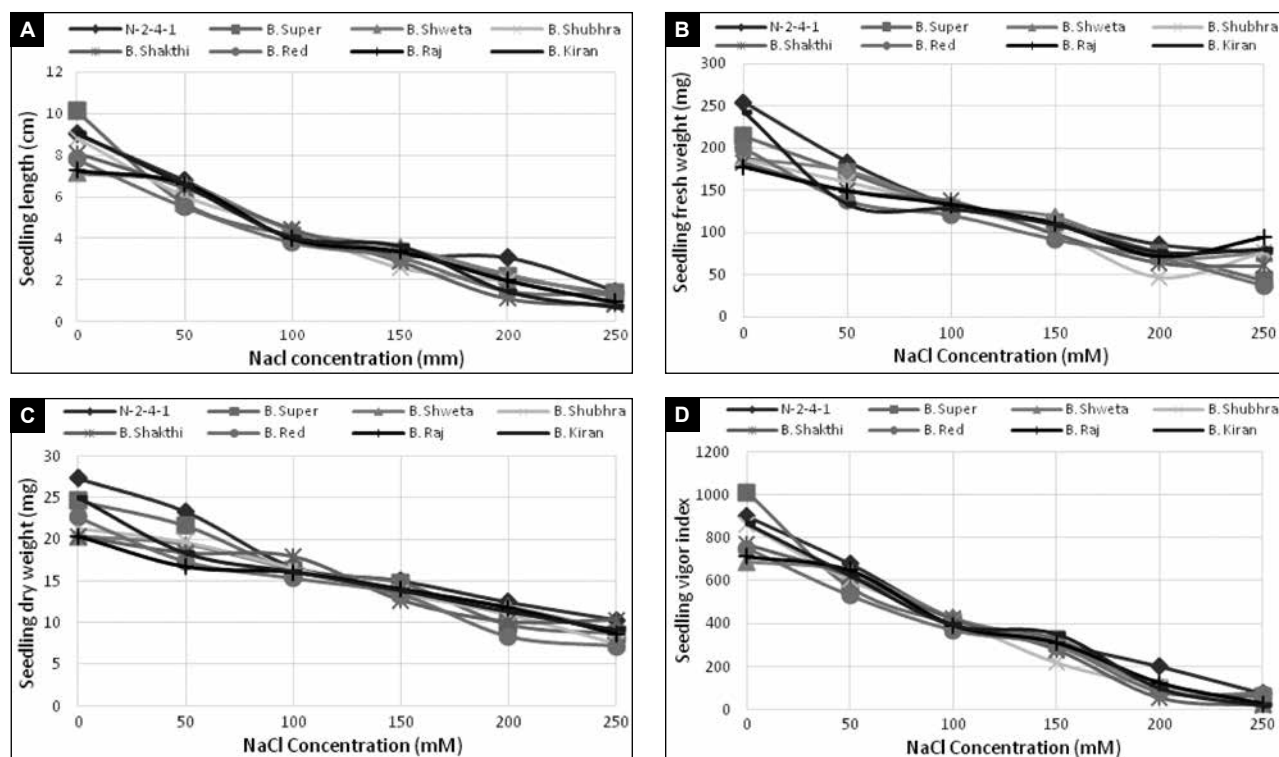 A
N-2-4-1 B.Super B.Shweta B.Shubhra
B.Shakthi B.Red B.Raj B.Kiran
12
10
8
6
4
2
0
Seedling length (cm)
0 50 100 150 200 250
Nacl concentration (mm)
B
N-2-4-1 B.Super B.Shweta B.Shubhra
B.Shakthi B.Red B.Raj B.Kiran
300
250
200
150
100
50
0
Seedling fresh weight (mg)
0 50 100 150 200 250
NaCl Concentration (mM)
C
N-2-4-1 B.Super B.Shweta B.Shubhra
B.Shakthi B.Red B.Raj B.Kiran
30
25
20
15
10
5
0
Seedling dry weight (mg)
0 50 100 150 200 250
NaCl Concentration (mM)
D
N-2-4-1 B.Super B.Shweta B.Shubhra
B.Shakthi B.Red B.Raj B.Kiran
1200
1000
800
600
400
200
0
Seedling vigor index
0 50 100 150 200 250
NaCl Concentration (mM)